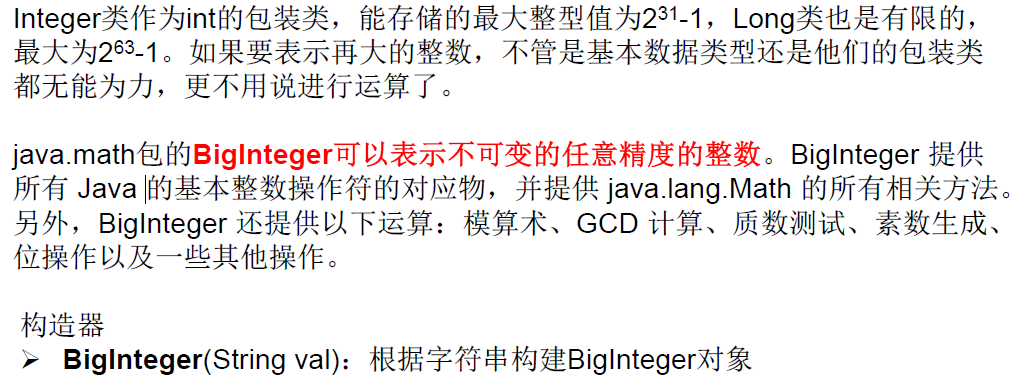 Integer类作为int的包装类，能存储的最大整型值为2³¹-1，Long类也是有限的，
最大为2⁶³-1。如果要表示再大的整数，不管是基本数据类型还是他们的包装类
都无能为力，更不用说进行运算了。
java.math包的BigInteger可以表示不可变的任意精度的整数。BigInteger 提供
所有 Java 的基本整数操作符的对应物，并提供 java.lang.Math 的所有相关方法。
另外，BigInteger 还提供以下运算：模算术、GCD 计算、质数测试、素数生成、
位操作以及一些其他操作。
构造器
➢ BigInteger(String val)：根据字符串构建BigInteger对象